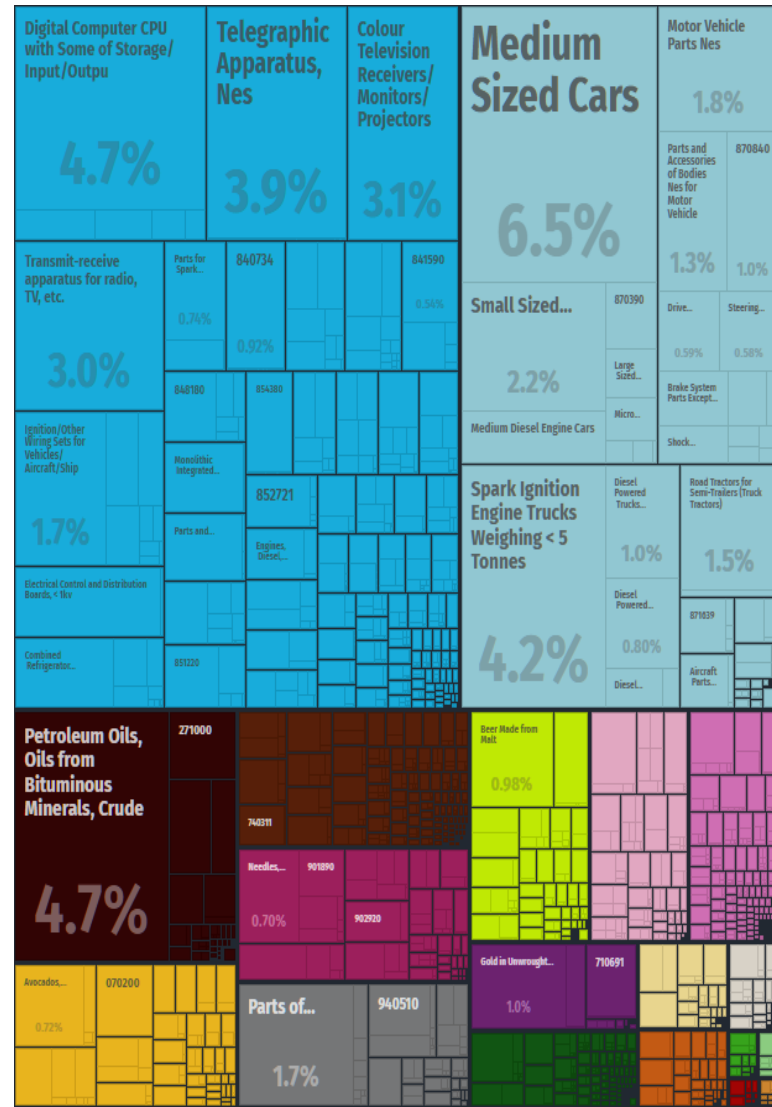 Digital Computer CPU
with Some of Storage/
Input/Outpu
4.7%
Telegraphic
Apparatus,
Nes
3.9%
Colour
Television
Receivers/
Monitors/
Projectors
3.1%
Transmit-receive
apparatus for radio,
TV, etc.
3.0%
Parts for
Spark...
0.74%
840734
0.92%
841590
0.54%
Ignition/Other
Wiring Sets for
Vehicles/
Aircraft/Ship
1.7%
848180
854380
Monolithic
Integrated...
852721
Parts and...
Engines,
Diesel,...
Electrical Control and Distribution
Boards, < 1kv
Combined
Refrigerator...
851220
Medium
Sized Cars
6.5%
Motor Vehicle
Parts Nes
1.8%
Parts and
Accessories
of Bodies
Nes for
Motor
Vehicle
1.3%
870840
1.0%
Small Sized...
2.2%
870390
Large
Sized...
Micro...
Medium Diesel Engine Cars
Drive...
0.59%
Steering...
0.58%
Brake System
Parts Except...
Shock...
Spark Ignition
Engine Trucks
Weighing < 5
Tonnes
4.2%
Diesel
Powered
Trucks...
1.0%
Diesel
Powered...
0.80%
Diesel...
Road Tractors for
Semi-Trailers (Truck
Tractors)
1.5%
871639
Aircraft
Parts...
Petroleum Oils,
Oils from
Bituminous
Minerals, Crude
4.7%
271000
740311
Needles,...
0.70%
901890
902920
Beer Made from
Malt
0.98%
Gold in Unwrought...
1.0%
710691
Avocados,...
0.72%
070200
Parts of...
1.7%
940510